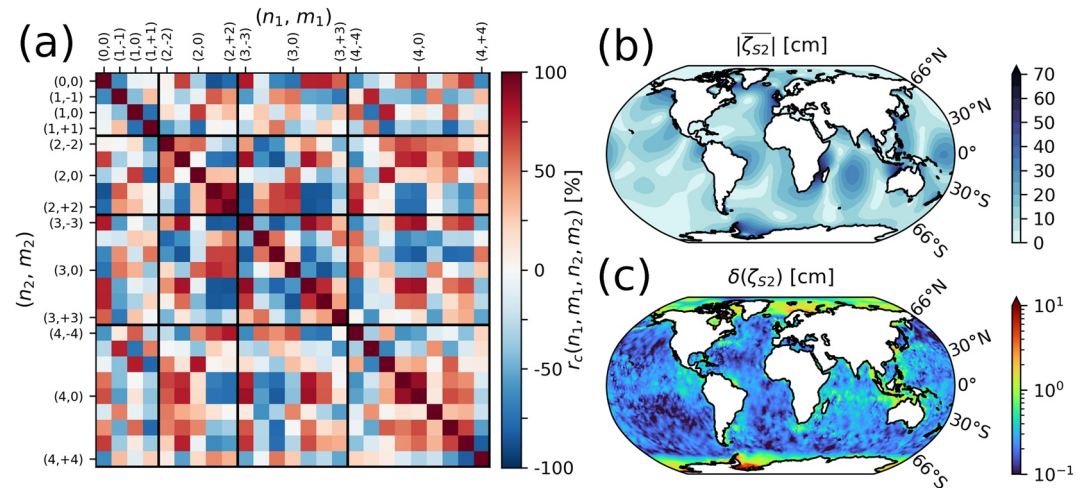 (a)
(n₁, m₁)
(0,0) (1,-1) (1,0) (1,+1) (2,-2) (2,0) (2,+2) (3,-3) (3,0) (3,+3) (4,-4) (4,0) (4,+4)
(n₂, m₂)
(0,0)
(1,-1)
(1,0)
(1,+1)
(2,-2)
(2,0)
(2,+2)
(3,-3)
(3,0)
(3,+3)
(4,-4)
(4,0)
(4,+4)
100
50
0
-50
-100
r_c(n₁, m₁, n₂, m₂) [%]
(b)
|ζ̅_S2| [cm]
66°N
30°N
0°
30°S
66°S
70
60
50
40
30
20
10
0
(c)
δ(ζ_S2) [cm]
66°N
30°N
0°
30°S
66°S
10¹
10⁰
10⁻¹